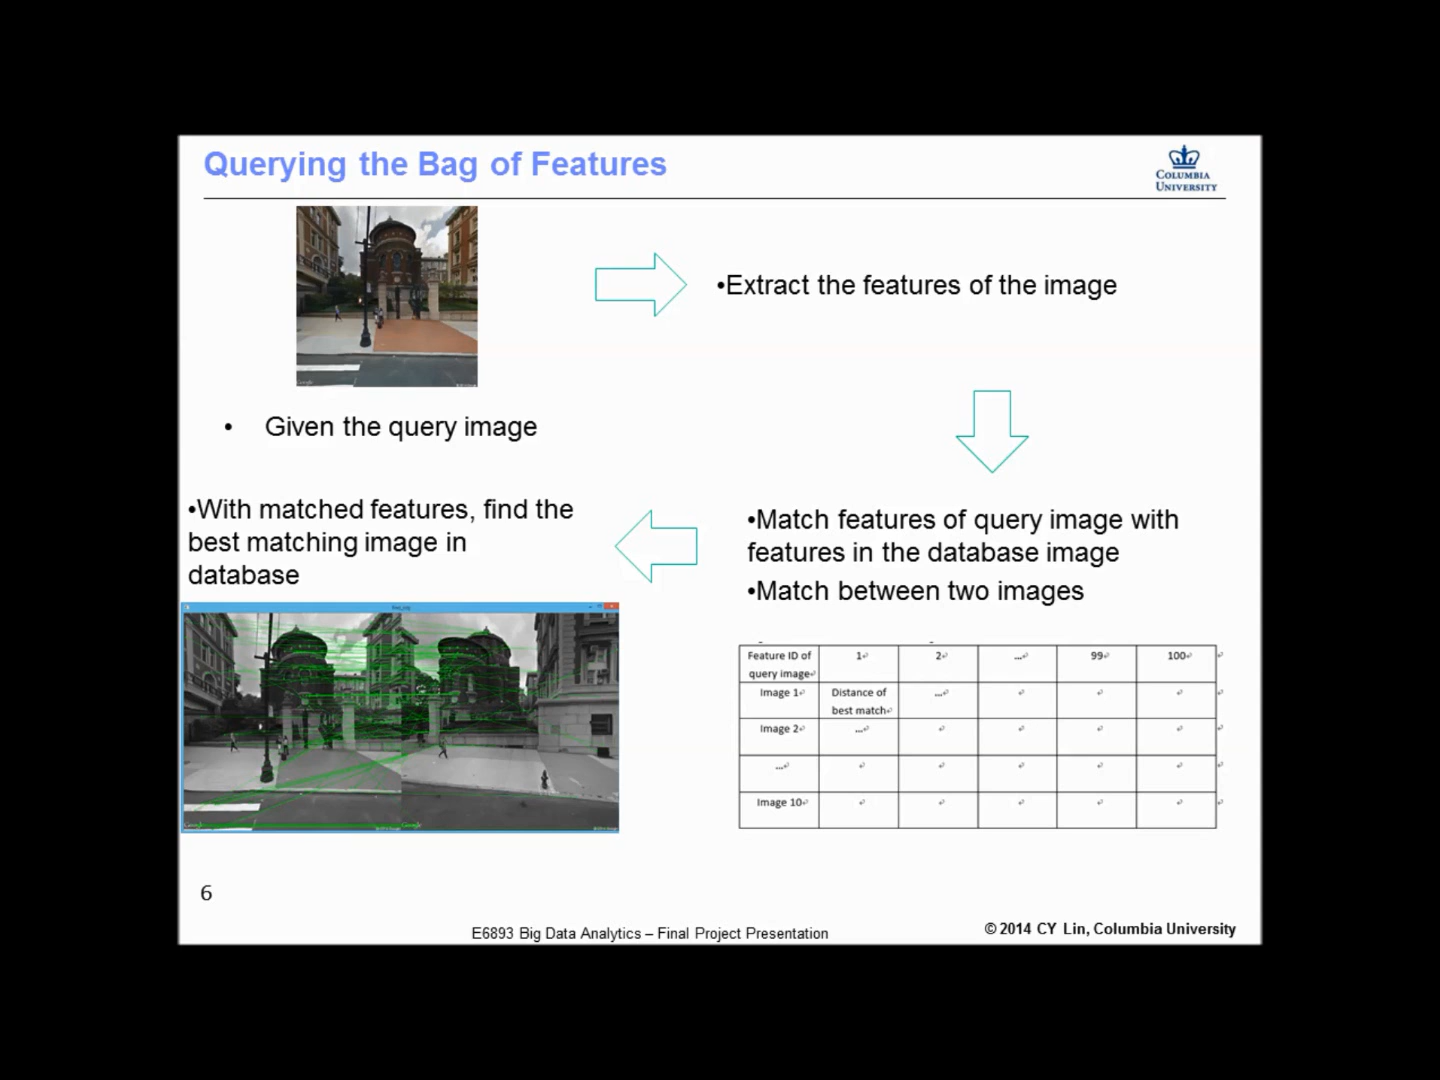 Querying the Bag of Features
COLUMBIA
UNIVERSITY
•Extract the features of the image
• Given the query image
•With matched features, find the
best matching image in
database
•Match features of query image with
features in the database image
•Match between two images
Feature ID of
query image
1
2
...
99
100
Image 1
Distance of
best match
...
Image 2
...
...
Image 10
Google
Google
Google
6
E6893 Big Data Analytics – Final Project Presentation
© 2014 CY Lin, Columbia University